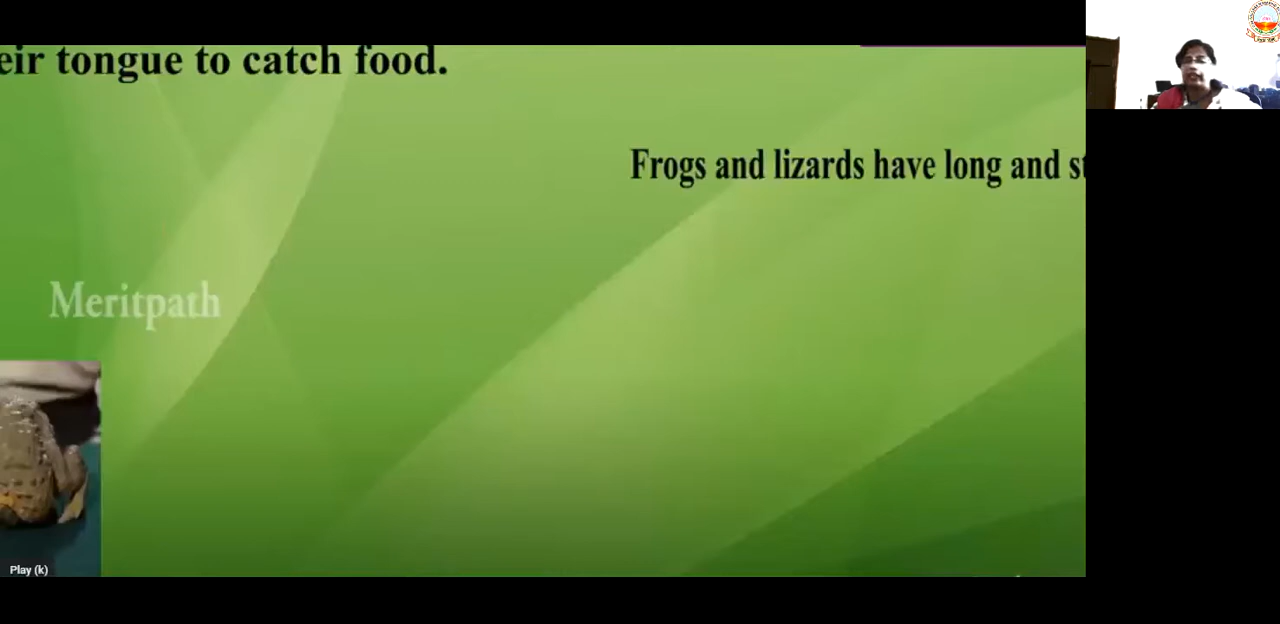 eir tongue to catch food.
Frogs and lizards have long and st
Meritpath
Play (k)